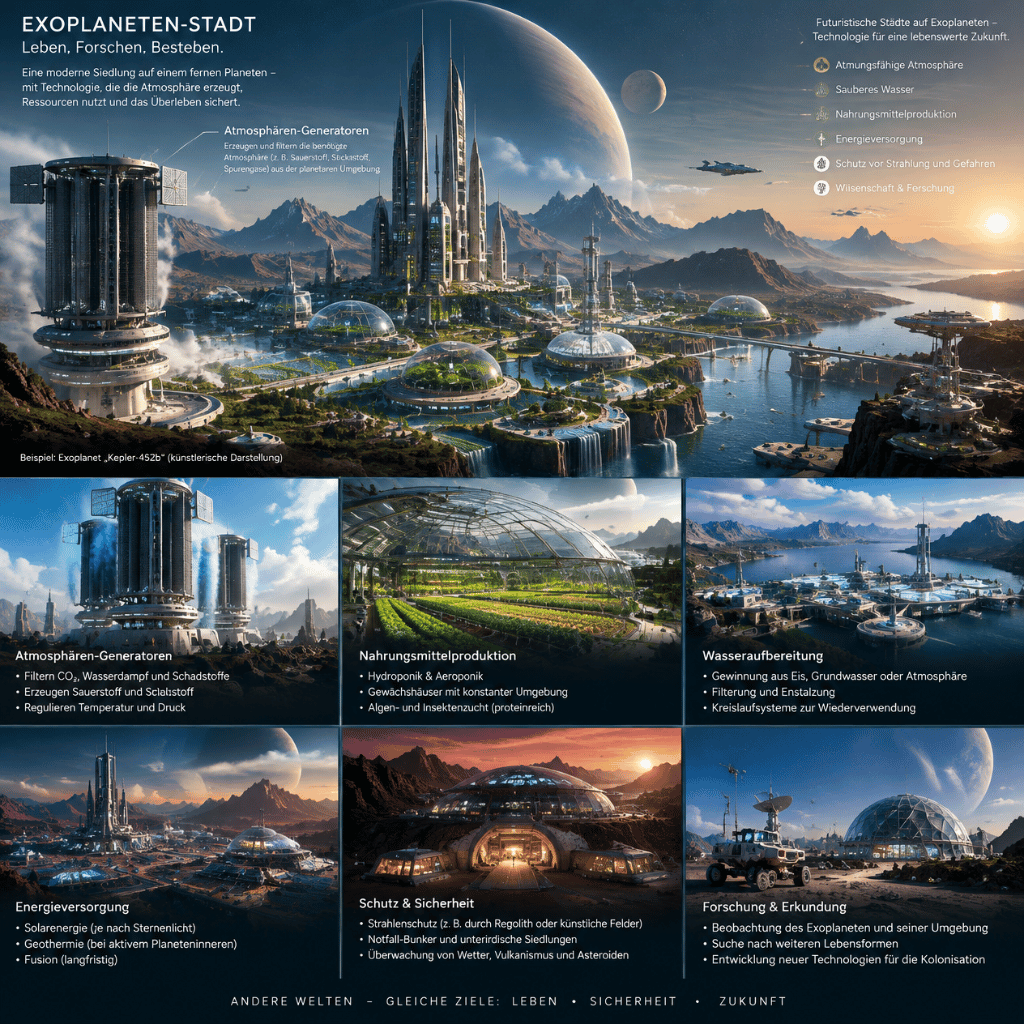 EXOPLANETEN-STADT
Leben, Forschen, Besteben.
Eine moderne Siedlung auf einem fernen Planeten –
mit Technologie, die die Atmosphäre erzeugt,
Ressourcen nutzt und das Überleben sichert.
Futuristische Städte auf Exoplaneten –
Technologie für eine lebenswerte Zukunft.
Atmungsfähige Atmosphäre
Sauberes Wasser
Nahrungsmittelproduktion
Energieversorgung
Schutz vor Strahlung und Gefahren
Wilsenschaft & Forschung
Atmosphären-Generatoren
Erzeugen und filtern die benötigte
Atmosphäre (z. B. Sauerstoff, Stickstoff,
Spurengase) aus der planetaren Umgebung
Beispiel: Exoplanet „Kepler-452b" (künstlerische Darstellung)
Atmosphären-Generatoren
• Filtern CO₂, Wasserdampf und Schadstoffe
• Erzeugen Sauerstoff und Sclalsstoff
• Regulieren Temperatur und Druck
Nahrungsmittelproduktion
• Hydroponik & Aeroponik
• Gewächshäuser mit konstanter Umgebung
• Algen- und Insektenzucht (proteinreich)
Wasseraufbereitung
• Gewinnung aus Eis, Grundwasser oder Atmosphäre
• Filterung und Enstalzung
• Kreislaufsysteme zur Wiederverwendung
Energieversorgung
• Solarenergie (je nach Sternenlicht)
• Geothermie (bei aktivem Planeteninneren)
• Fusion (langfristig)
Schutz & Sicherheit
• Strahlenschutz (z. B. durch Regolith oder künstliche Felder)
• Notfall-Bunker und unterirdische Siedlungen
• Überwachung von Wetter, Vulkanismus und Asteroiden
Forschung & Erkundung
• Beobachtung des Exoplaneten und seiner Umgebung
• Suche nach weiteren Lebensformen
• Entwicklung neuer Technologien für die Kolonisation
ANDERE WELTEN – GLEICHE ZIELE: LEBEN • SICHERHEIT • ZUKUNFT